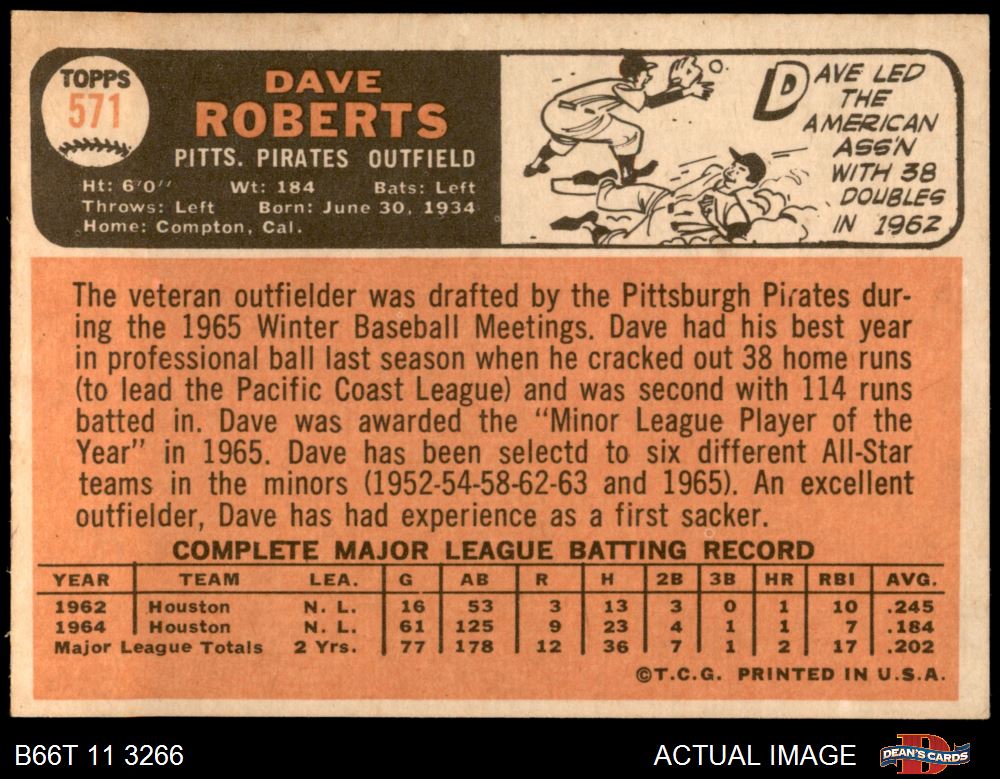 TOPPS
571
DAVE
ROBERTS
PITTS. PIRATES OUTFIELD
Ht: 6'0" Wt: 184 Bats: Left
Throws: Left Born: June 30, 1934
Home: Compton, Cal.
DAVE LED
THE
AMERICAN
ASS'N
WITH 38
DOUBLES
IN 1962
The veteran outfielder was drafted by the Pittsburgh Pirates dur-
ing the 1965 Winter Baseball Meetings. Dave had his best year
in professional ball last season when he cracked out 38 home runs
(to lead the Pacific Coast League) and was second with 114 runs
batted in. Dave was awarded the "Minor League Player of the
Year" in 1965. Dave has been selectd to six different All-Star
teams in the minors (1952-54-58-62-63 and 1965). An excellent
outfielder, Dave has had experience as a first sacker.
COMPLETE MAJOR LEAGUE BATTING RECORD
YEAR TEAM LEA. G AB R H 2B 3B HR RBI AVG.
1962 Houston N. L. 16 53 3 13 3 0 1 10 .245
1964 Houston N. L. 61 125 9 23 4 1 1 7 .184
Major League Totals 2 Yrs. 77 178 12 36 7 1 2 17 .202
©T.C.G. PRINTED IN U.S.A.
B66T 11 3266 ACTUAL IMAGE DEAN'S CARDS